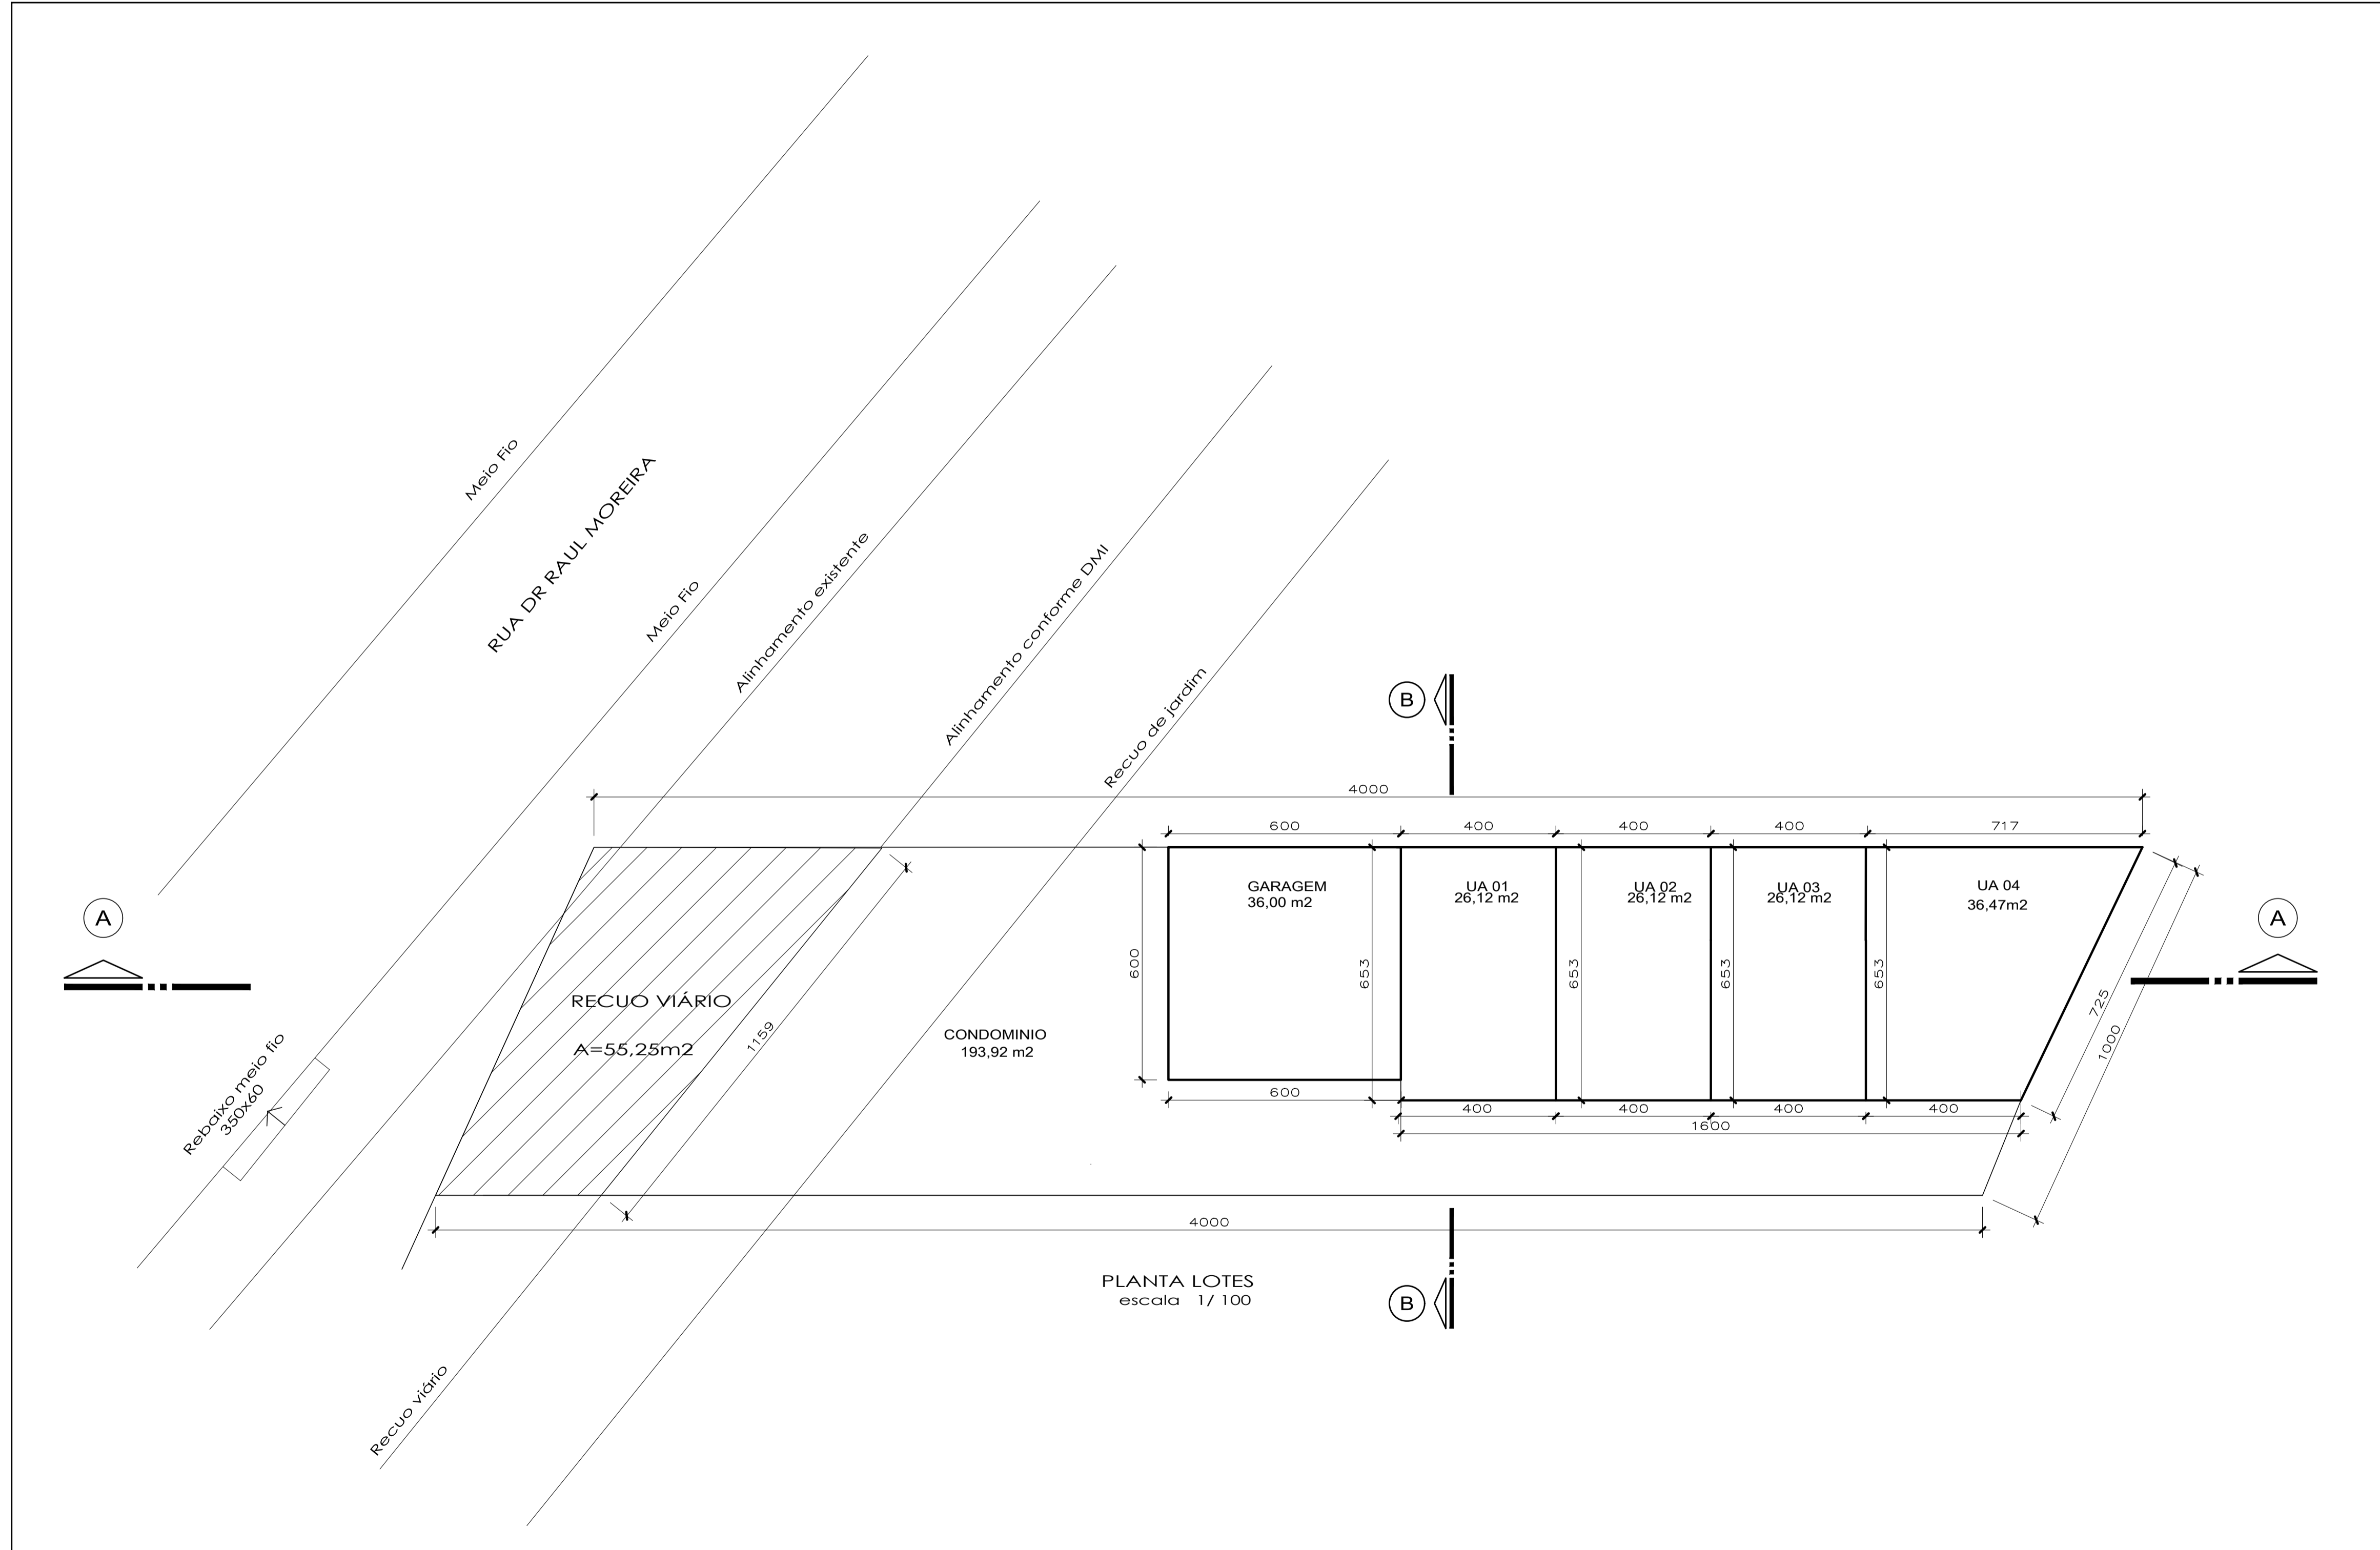 Meio Fio
RUA DR RAUL MOREIRA
Meio Fio
Alinhamento existente
Alinhamento conforme DMI
Recuo de jardim
B
4000
600
400
400
400
717
A
GARAGEM
36,00 m2
UA 01
26,12 m2
UA 02
26,12 m2
UA 03
26,12 m2
UA 04
36,47m2
A
600
653
653
653
653
725
1000
RECUO VIÁRIO
A=55,25m2
1159
CONDOMINIO
193,92 m2
Rebaixo meio fio
350x60
600
400
400
400
400
1600
4000
PLANTA LOTES
escala 1/ 100
B
Recuo viário